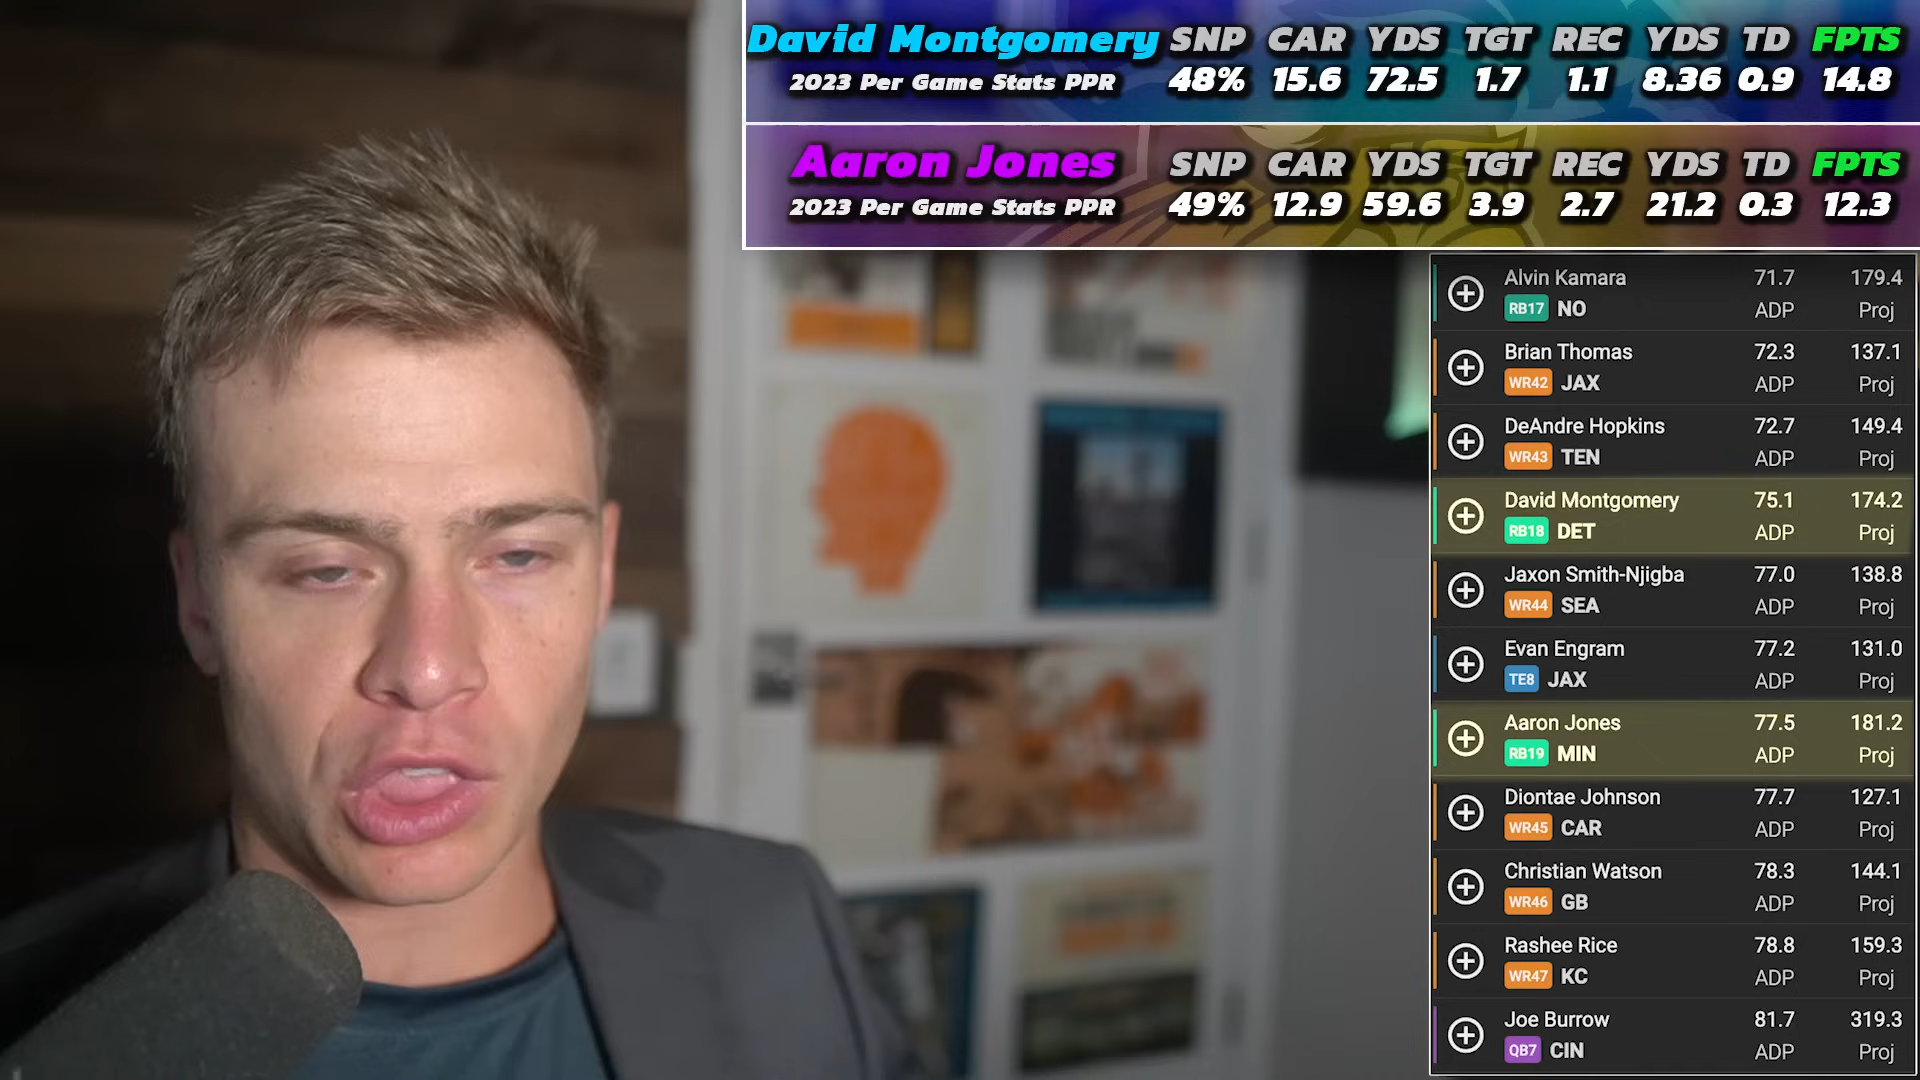 David Montgomery SNP CAR YDS TGT REC YDS TD FPTS
2023 Per Game Stats PPR 48% 15.6 72.5 1.7 1.1 8.36 0.9 14.8
Aaron Jones SNP CAR YDS TGT REC YDS TD FPTS
2023 Per Game Stats PPR 49% 12.9 59.6 3.9 2.7 21.2 0.3 12.3
Alvin Kamara 71.7 179.4
RB17 NO ADP Proj
Brian Thomas 72.3 137.1
WR42 JAX ADP Proj
DeAndre Hopkins 72.7 149.4
WR43 TEN ADP Proj
David Montgomery 75.1 174.2
RB18 DET ADP Proj
Jaxon Smith-Njigba 77.0 138.8
WR44 SEA ADP Proj
Evan Engram 77.2 131.0
TE8 JAX ADP Proj
Aaron Jones 77.5 181.2
RB19 MIN ADP Proj
Diontae Johnson 77.7 127.1
WR45 CAR ADP Proj
Christian Watson 78.3 144.1
WR46 GB ADP Proj
Rashee Rice 78.8 159.3
WR47 KC ADP Proj
Joe Burrow 81.7 319.3
QB7 CIN ADP Proj